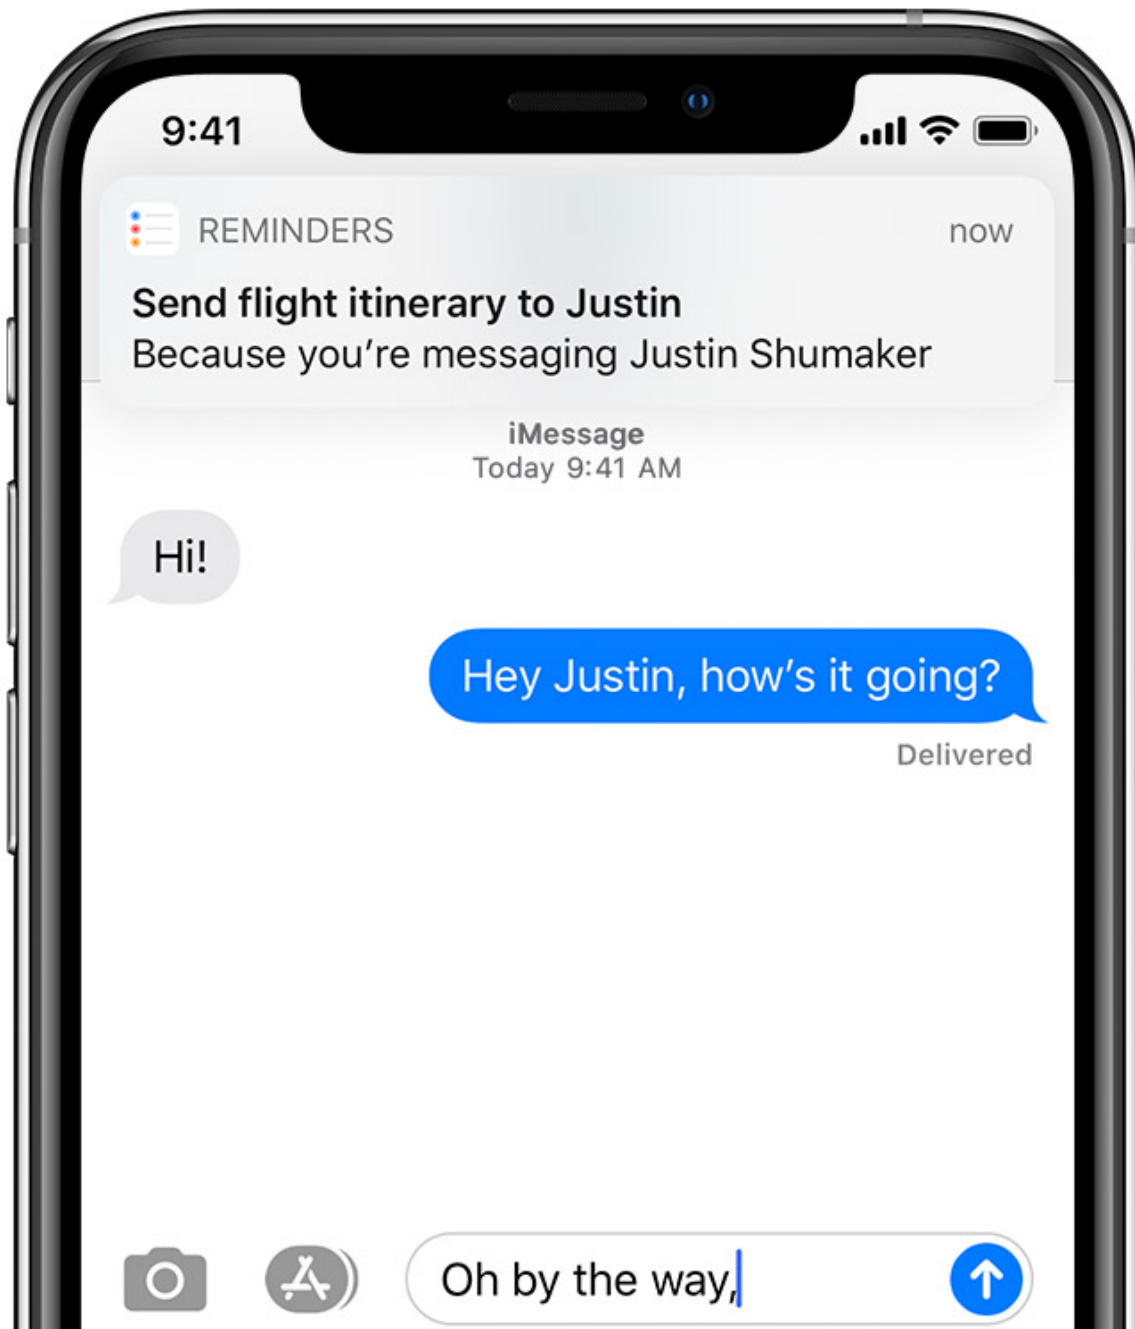 9:41
REMINDERS now
Send flight itinerary to Justin
Because you’re messaging Justin Shumaker
iMessage
Today 9:41 AM
Hi!
Hey Justin, how’s it going?
Delivered
Oh by the way,